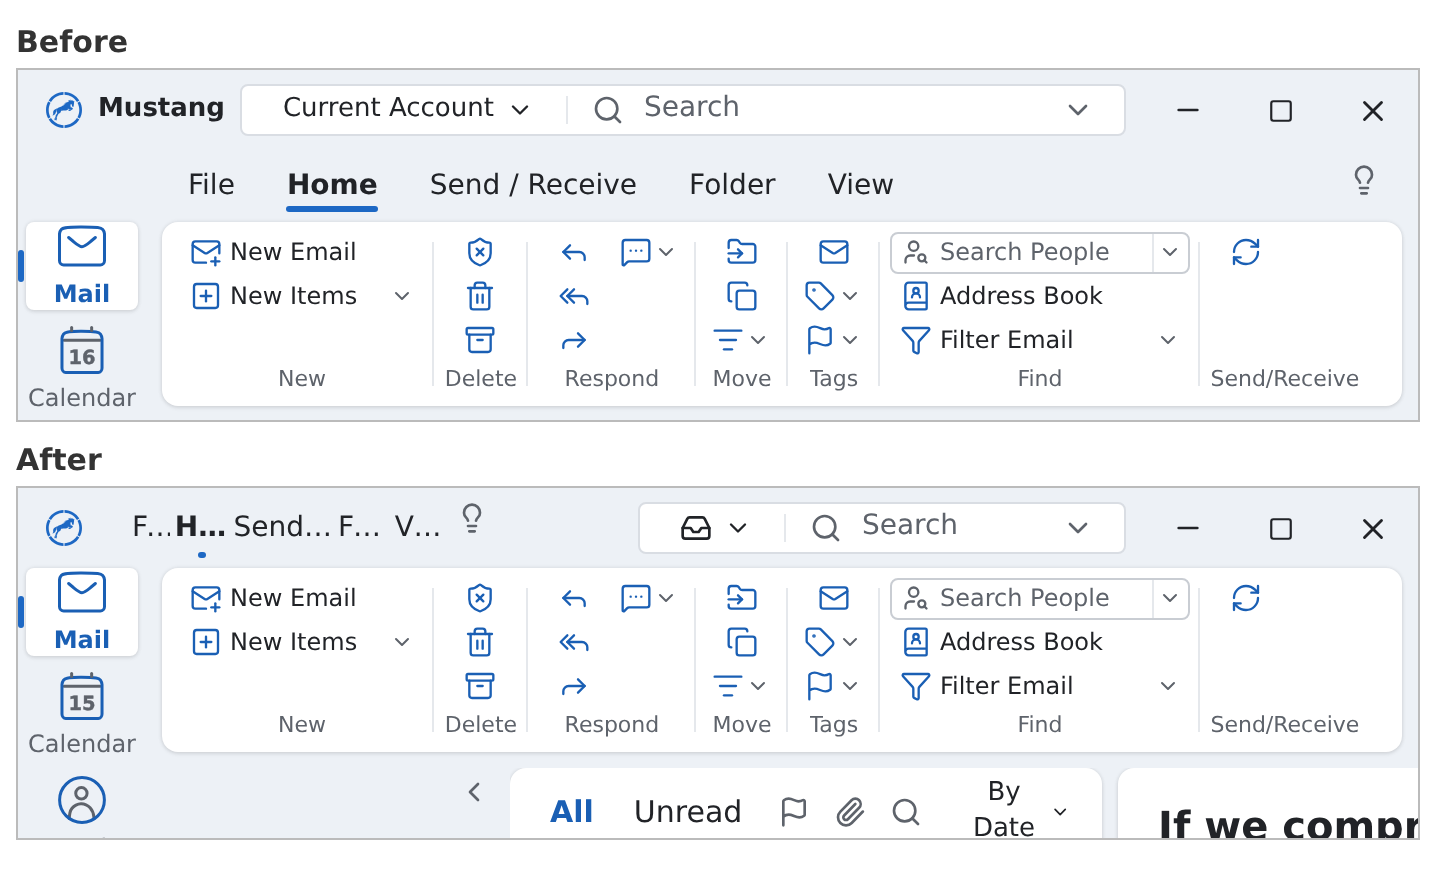 Before
Mustang Current Account Search
File Home Send / Receive Folder View
New Email Search People
Mail New Items Address Book
16 Filter Email
Calendar New Delete Respond Move Tags Find Send/Receive
After
F... H... Send... F... V... Search
New Email Search People
Mail New Items Address Book
15 Filter Email
Calendar New Delete Respond Move Tags Find Send/Receive
All Unread By Date
If we compr